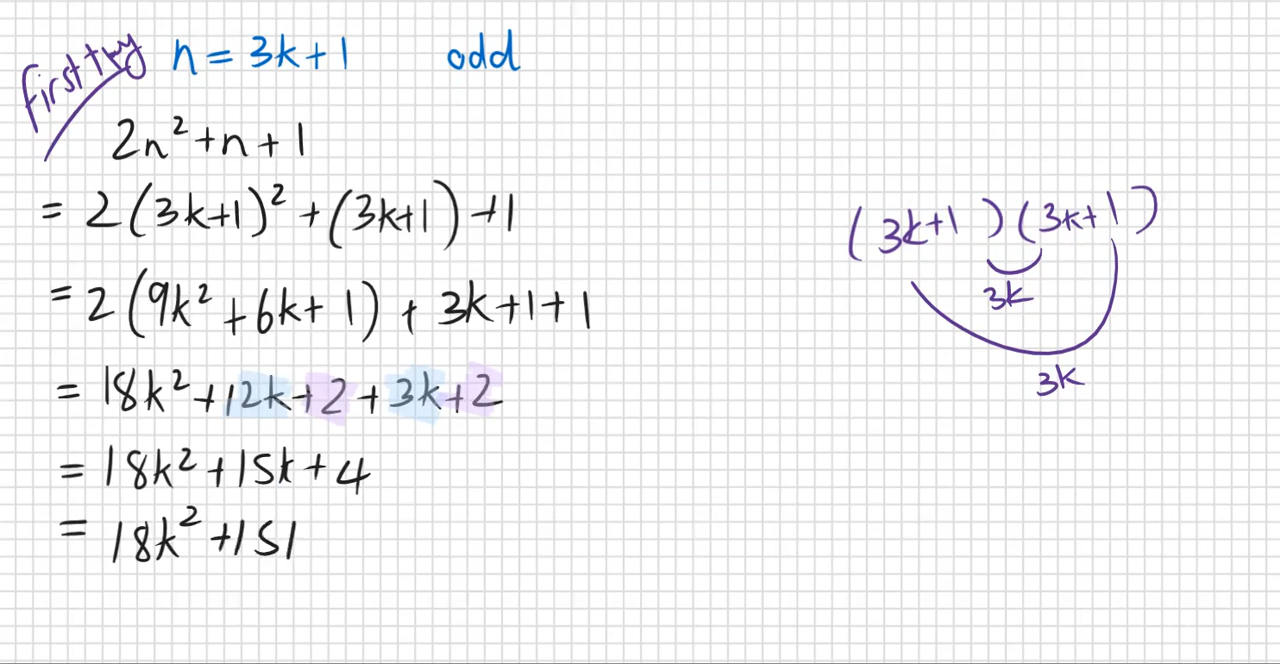 first try n = 3k+1 odd
2n²+n+1
= 2(3k+1)²+(3k+1)+1
= 2(9k²+6k+1)+3k+1+1
= 18k²+12k+2+3k+2
= 18k²+15k+4
= 18k²+151
(3k+1)(3k+1)
3k
3k